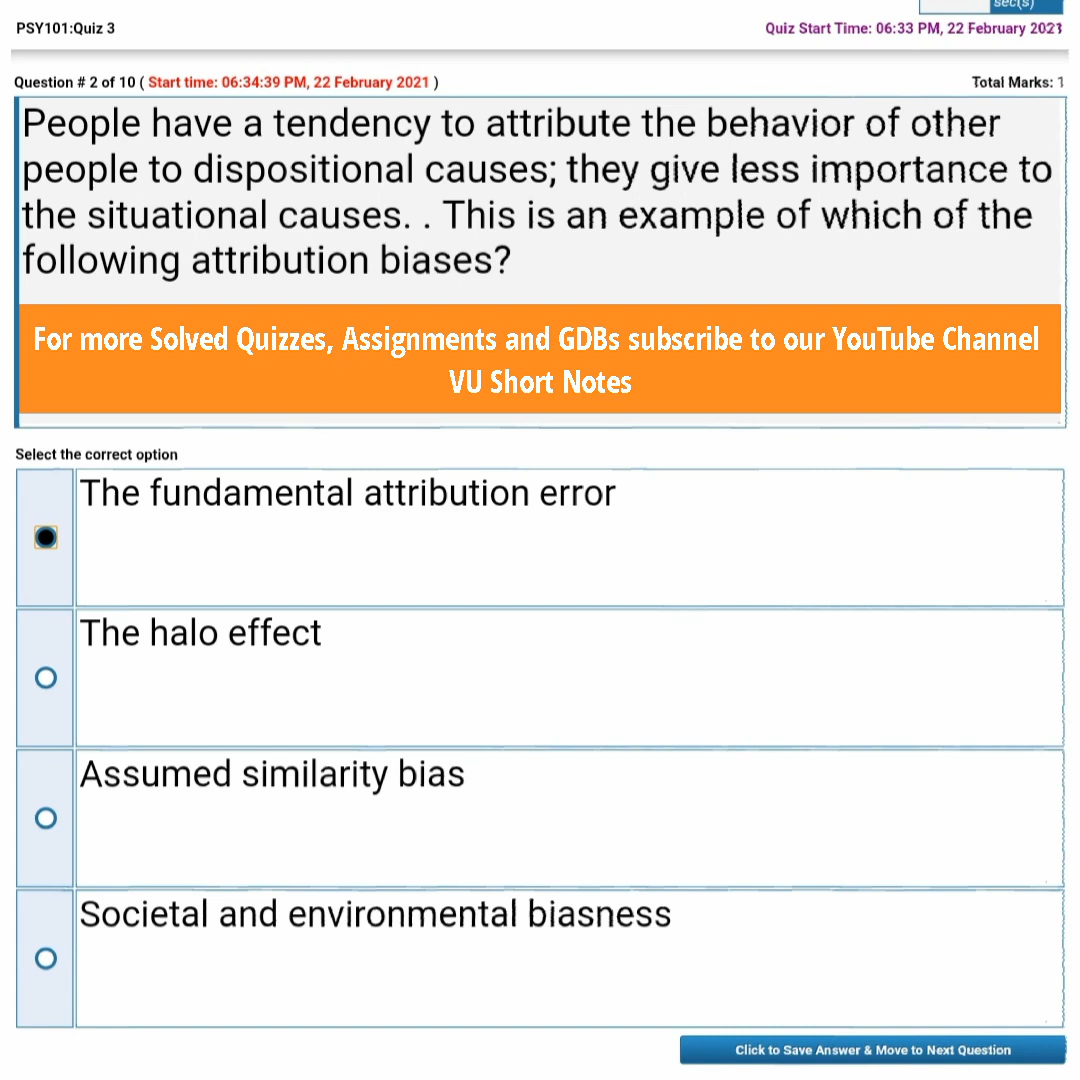 sec(s)
PSY101:Quiz 3
Quiz Start Time: 06:33 PM, 22 February 2021
Question # 2 of 10 ( Start time: 06:34:39 PM, 22 February 2021 )
Total Marks: 1
People have a tendency to attribute the behavior of other
people to dispositional causes; they give less importance to
the situational causes. . This is an example of which of the
following attribution biases?
For more Solved Quizzes, Assignments and GDBs subscribe to our YouTube Channel
VU Short Notes
Select the correct option
The fundamental attribution error
The halo effect
Assumed similarity bias
Societal and environmental biasness
Click to Save Answer & Move to Next Question